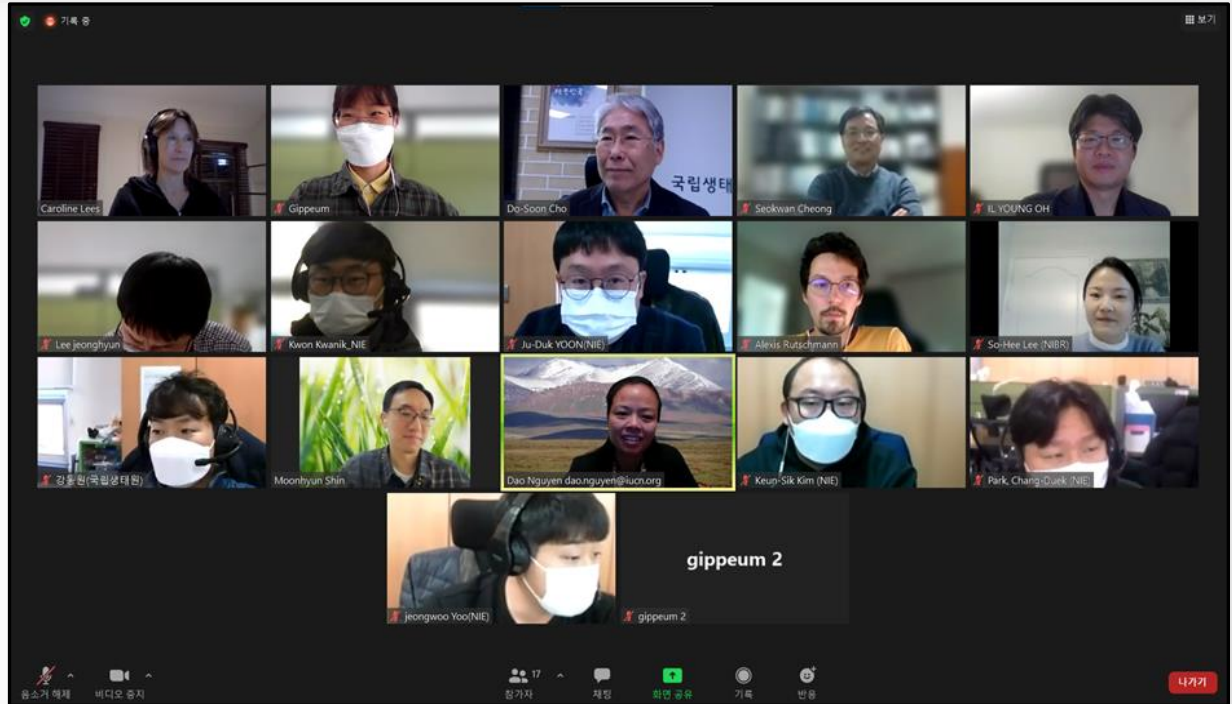 기록 중
보기
국립생태
Caroline Lees
Gippeum
Do-Soon Cho
Seokwan Cheong
IL YOUNG OH
Lee jeonghyun
Kwon Kwanik_NIE
Ju-Duk YOON(NIE)
Alexis Rutschmann
So-Hee Lee (NIBR)
강동원(국립생태원)
Moonhyun Shin
Dao Nguyen dao.nguyen@iucn.org
Keun-Sik Kim (NIE)
Park, Chang-Duek (NIE)
gippeum 2
jeongwoo Yoo(NIE)
gippeum 2
17
음소거 해제
비디오 중지
참가자
채팅
화면 공유
기록
반응
나가기